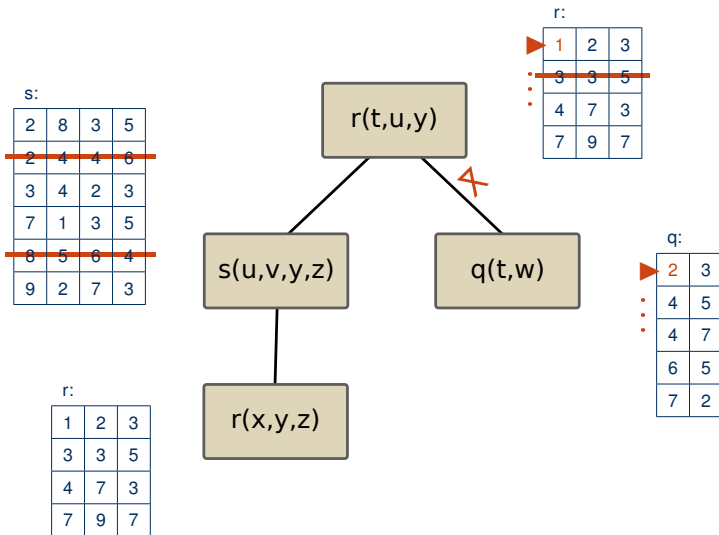 r:
1 2 3
3 3 5
4 7 3
7 9 7
s:
2 8 3 5
2 4 4 6
3 4 2 3
7 1 3 5
8 5 6 4
9 2 7 3
r(t,u,y)
⋉
s(u,v,y,z)
q(t,w)
q:
2 3
4 5
4 7
6 5
7 2
r(x,y,z)
r:
1 2 3
3 3 5
4 7 3
7 9 7